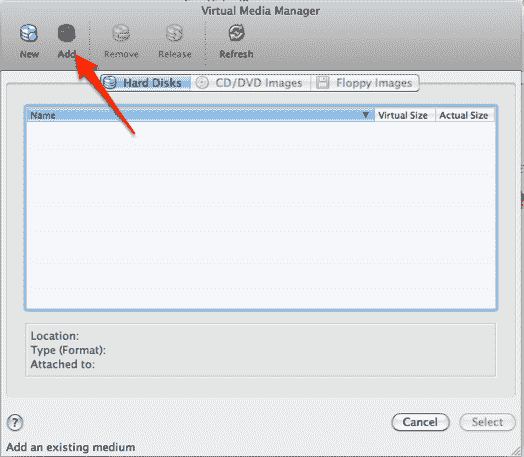 Virtual Media Manager
New Add Remove Release Refresh
Hard Disks CD/DVD Images Floppy Images
Name Virtual Size Actual Size
Location:
Type (Format):
Attached to:
?
Cancel Select
Add an existing medium